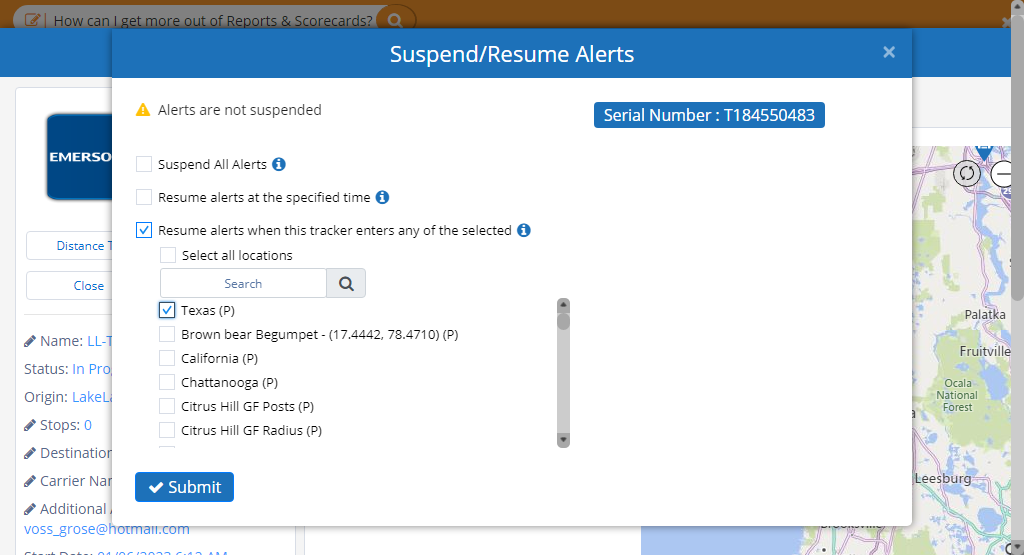 How can I get more out of Reports & Scorecards?
Suspend/Resume Alerts
Alerts are not suspended
Serial Number : T184550483
Suspend All Alerts
Resume alerts at the specified time
Resume alerts when this tracker enters any of the selected
Select all locations
Search
Texas (P)
Brown bear Begumpet - (17.4442, 78.4710) (P)
California (P)
Chattanooga (P)
Citrus Hill GF Posts (P)
Citrus Hill GF Radius (P)
Submit
EMERSO
Distance T
Close
Name: LL-T
Status: In Pro
Origin: LakeLa
Stops: 0
Destination
Carrier Nar
Additional
voss_grose@hotmail.com
Start Date: 01/06/2023 6:12 AM
Palatka
Fruitville
Ocala
National
Forest
Leesburg
Brooksville